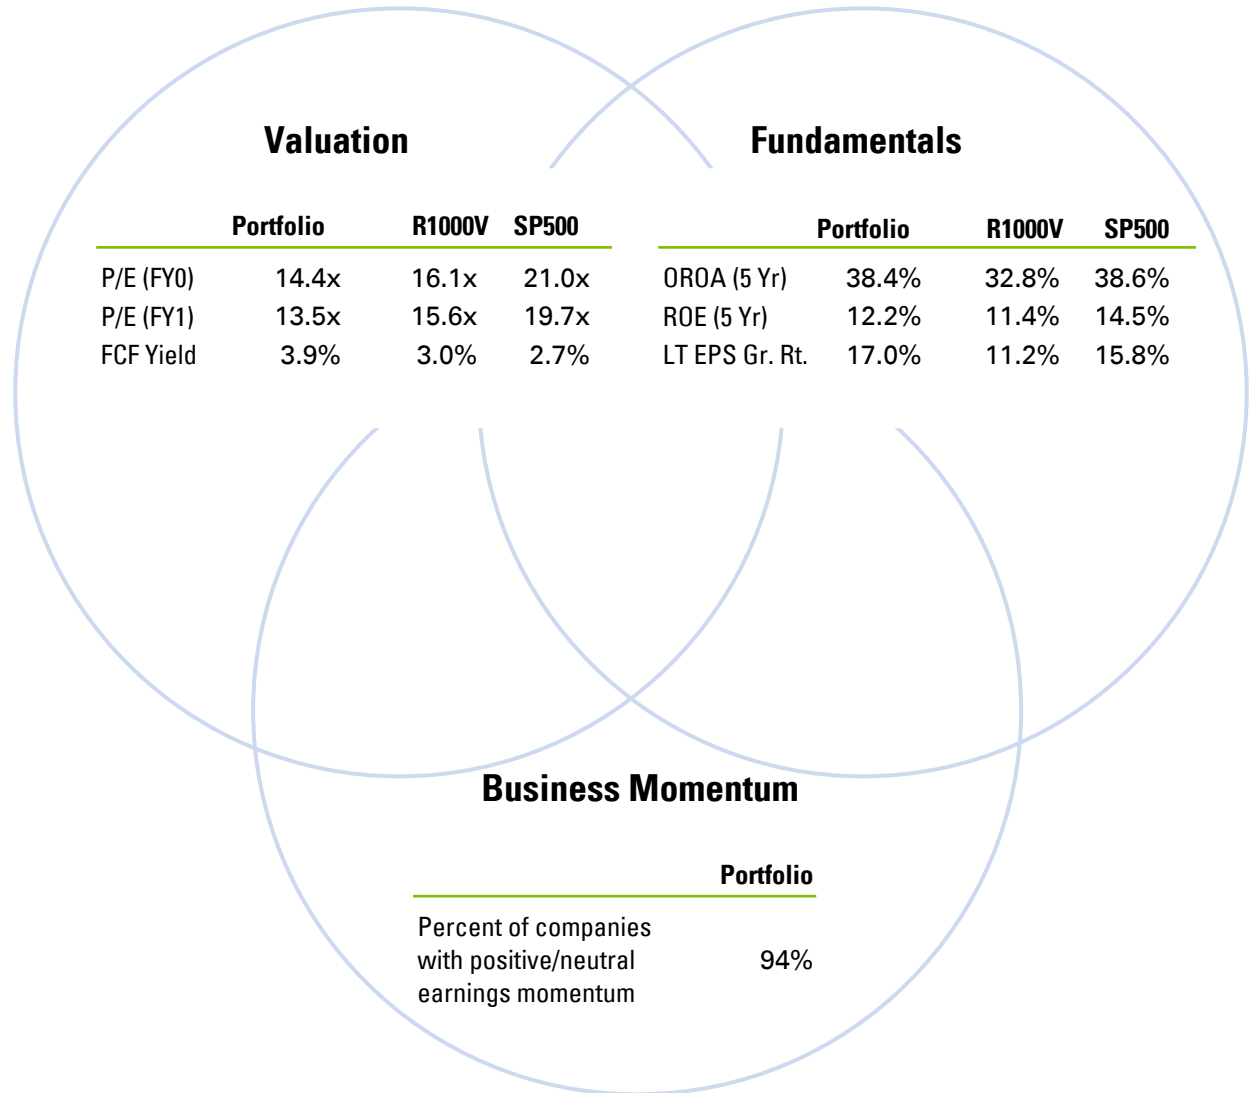 Valuation
Portfolio R1000V SP500
P/E (FY0) 14.4x 16.1x 21.0x
P/E (FY1) 13.5x 15.6x 19.7x
FCF Yield 3.9% 3.0% 2.7%
Fundamentals
Portfolio R1000V SP500
OROA (5 Yr) 38.4% 32.8% 38.6%
ROE (5 Yr) 12.2% 11.4% 14.5%
LT EPS Gr. Rt. 17.0% 11.2% 15.8%
Business Momentum
Portfolio
Percent of companies
with positive/neutral 94%
earnings momentum